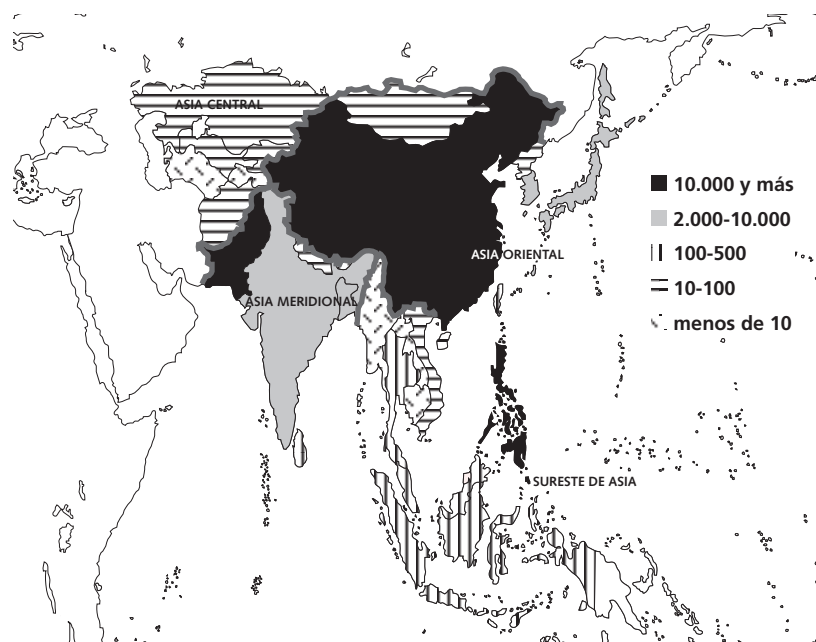 ASIA CENTRAL
ASIA ORIENTAL
ASIA MERIDIONAL
SURESTE DE ASIA
10.000 y más
2.000-10.000
100-500
10-100
menos de 10